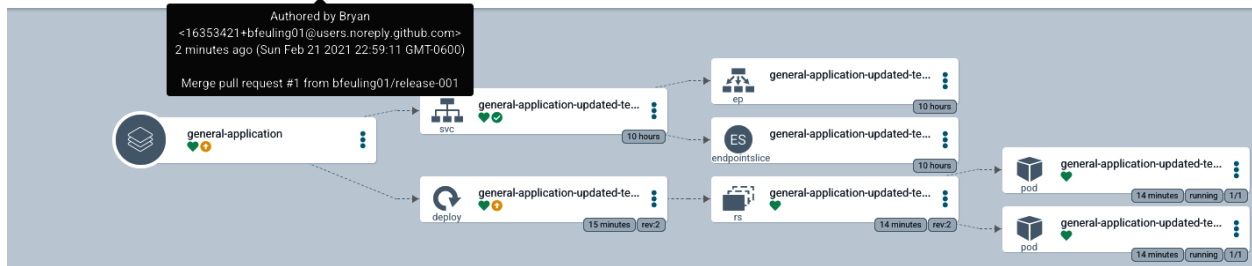 Authored by Bryan
<16353421+bfeuling01@users.noreply.github.com>
2 minutes ago (Sun Feb 21 2021 22:59:11 GMT-0600)
Merge pull request #1 from bfeuling01/release-001
general-application
general-application-updated-te...
svc
10 hours
general-application-updated-te...
deploy
15 minutes
rev:2
general-application-updated-te...
ep
10 hours
ES
general-application-updated-te...
endpointslice
10 hours
general-application-updated-te...
rs
14 minutes
rev:2
general-application-updated-te...
pod
14 minutes
running
1/1
general-application-updated-te...
pod
14 minutes
running
1/1